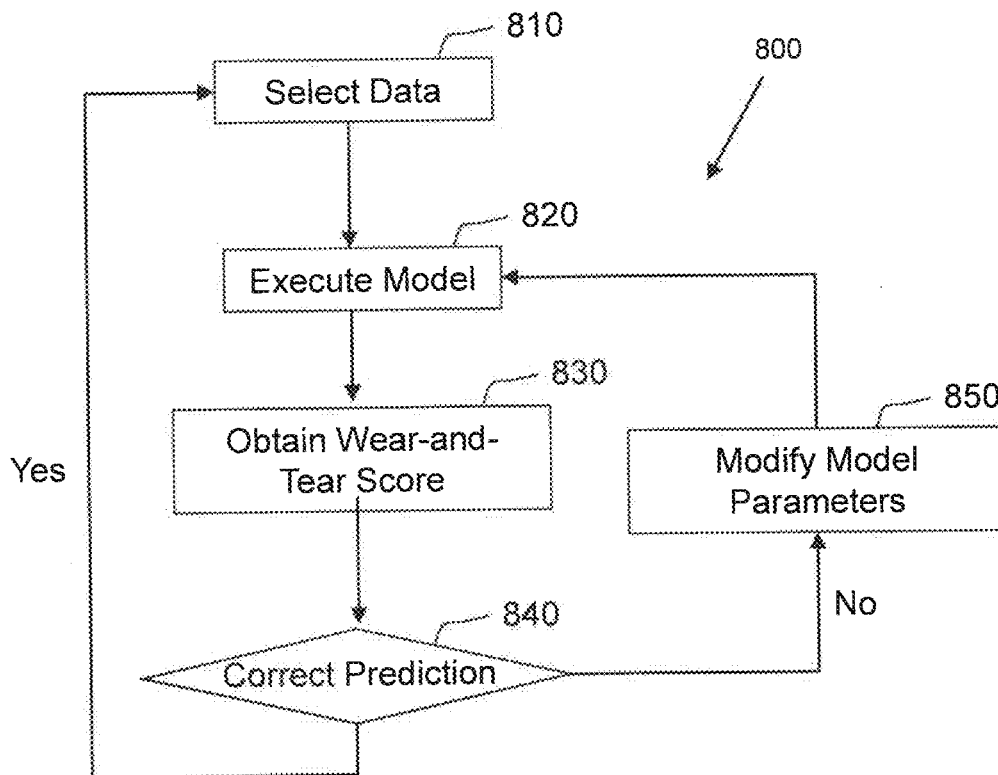 810
800
Select Data
820
Execute Model
830
850
Obtain Wear-and-
Tear Score
Modify Model
Parameters
Yes
No
840
Correct Prediction